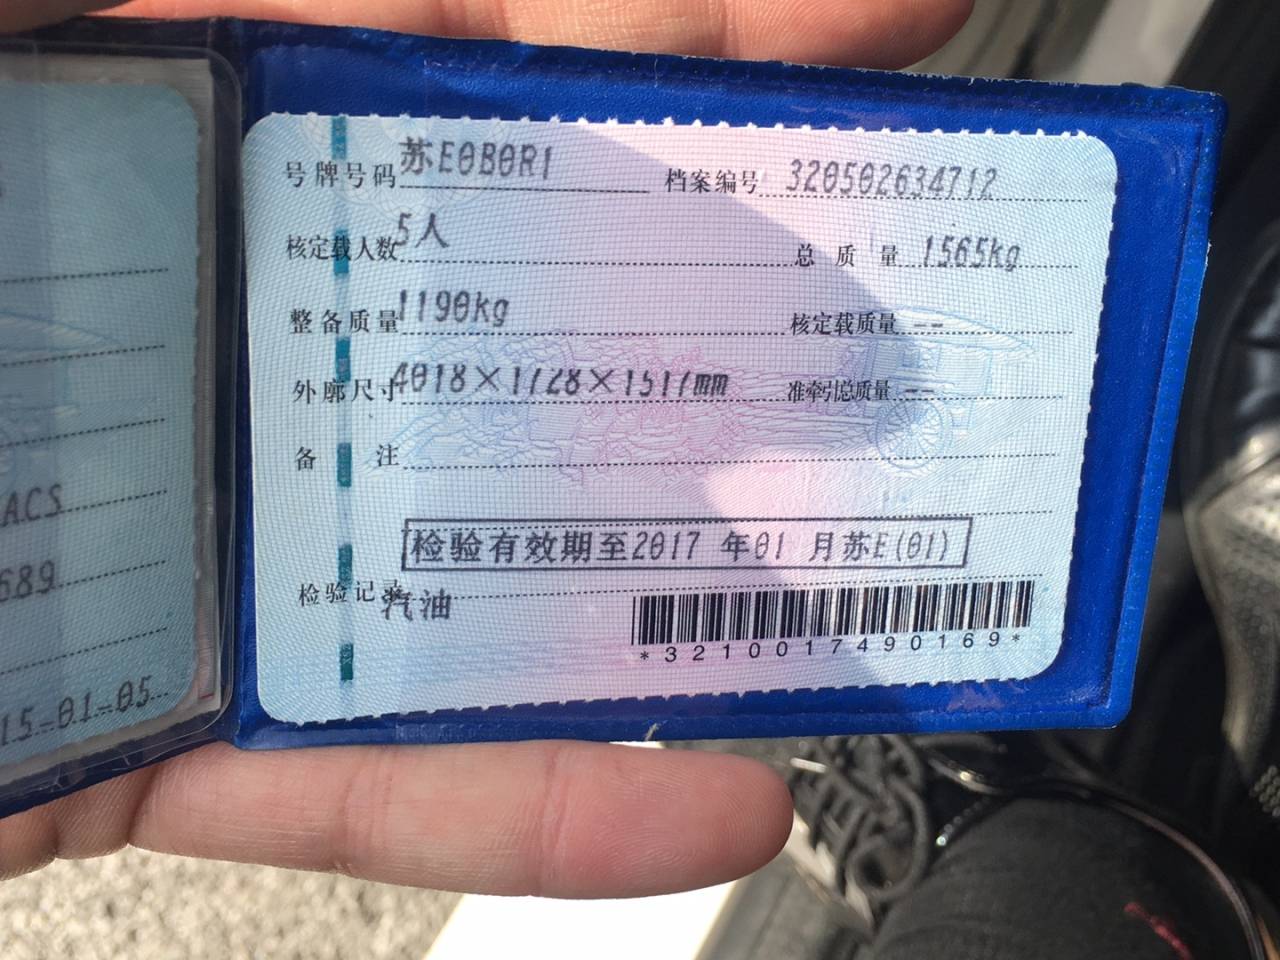 号牌号码 苏E0B0R1 档案编号 320502634712
核定载人数 5人 总质量 1565kg
整备质量 1190kg 核定载质量 --
外廓尺寸 4018×1728×1517mm 准牵引总质量 --
备注
检验有效期至2017 年01 月苏E(01)
检验记录 汽油
*3210017490169*
ACS
689
15-01-05